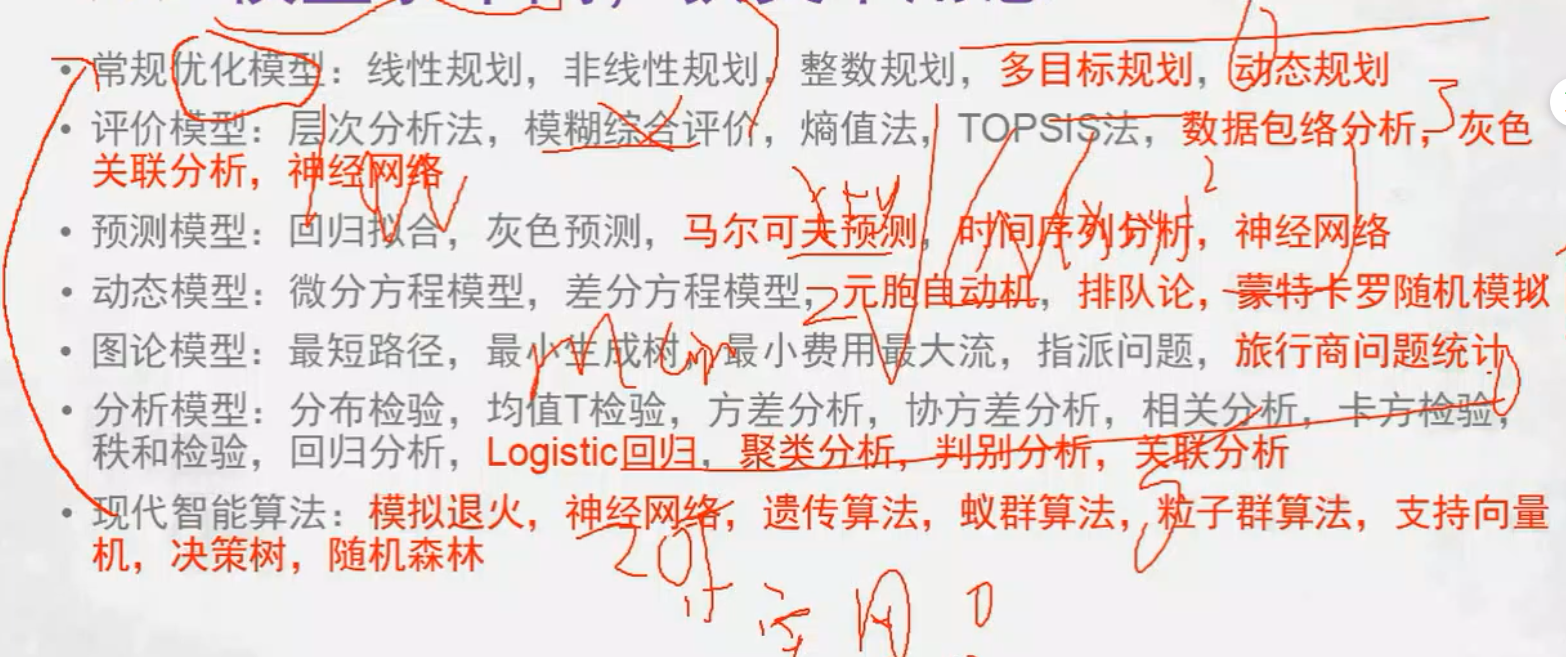 • 常规优化模型：线性规划，非线性规划，整数规划，多目标规划，动态规划
• 评价模型：层次分析法，模糊综合评价，熵值法，TOPSIS法，数据包络分析，灰色
关联分析，神经网络
• 预测模型：回归拟合，灰色预测，马尔可夫预测，时间序列分析，神经网络
• 动态模型：微分方程模型，差分方程模型，元胞自动机，排队论，蒙特卡罗随机模拟
• 图论模型：最短路径，最小生成树，最小费用最大流，指派问题，旅行商问题统计
• 分析模型：分布检验，均值T检验，方差分析，协方差分析，相关分析，卡方检验，
秩和检验，回归分析，Logistic回归，聚类分析，判别分析，关联分析
• 现代智能算法：模拟退火，神经网络，遗传算法，蚁群算法，粒子群算法，支持向量
机，决策树，随机森林